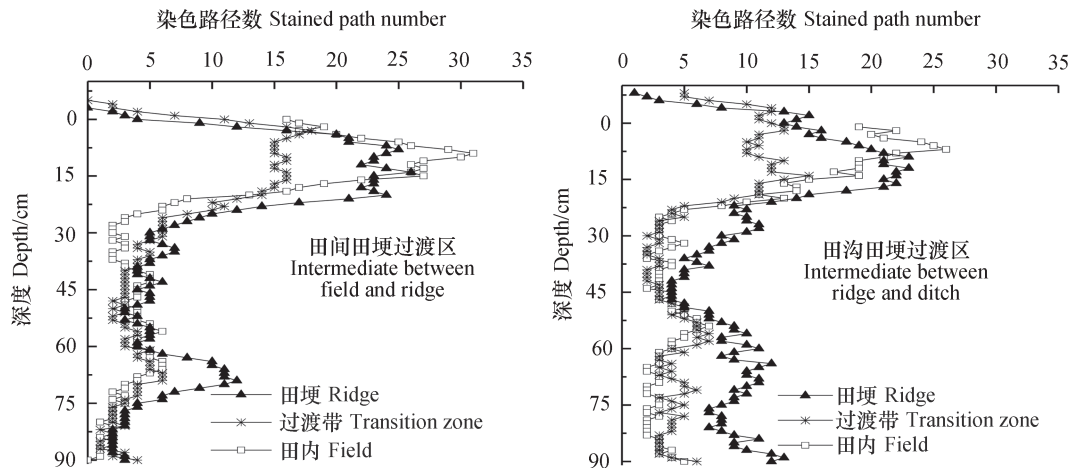 染色路径数 Stained path number
0 5 10 15 20 25 30 35
深度 Depth/cm
0
15
30
45
60
75
90
田间田埂过渡区
Intermediate between
field and ridge
田埂 Ridge
过渡带 Transition zone
田内 Field
染色路径数 Stained path number
0 5 10 15 20 25 30 35
深度 Depth/cm
0
15
30
45
60
75
90
田沟田埂过渡区
Intermediate between
ridge and ditch
田埂 Ridge
过渡带 Transition zone
田内 Field